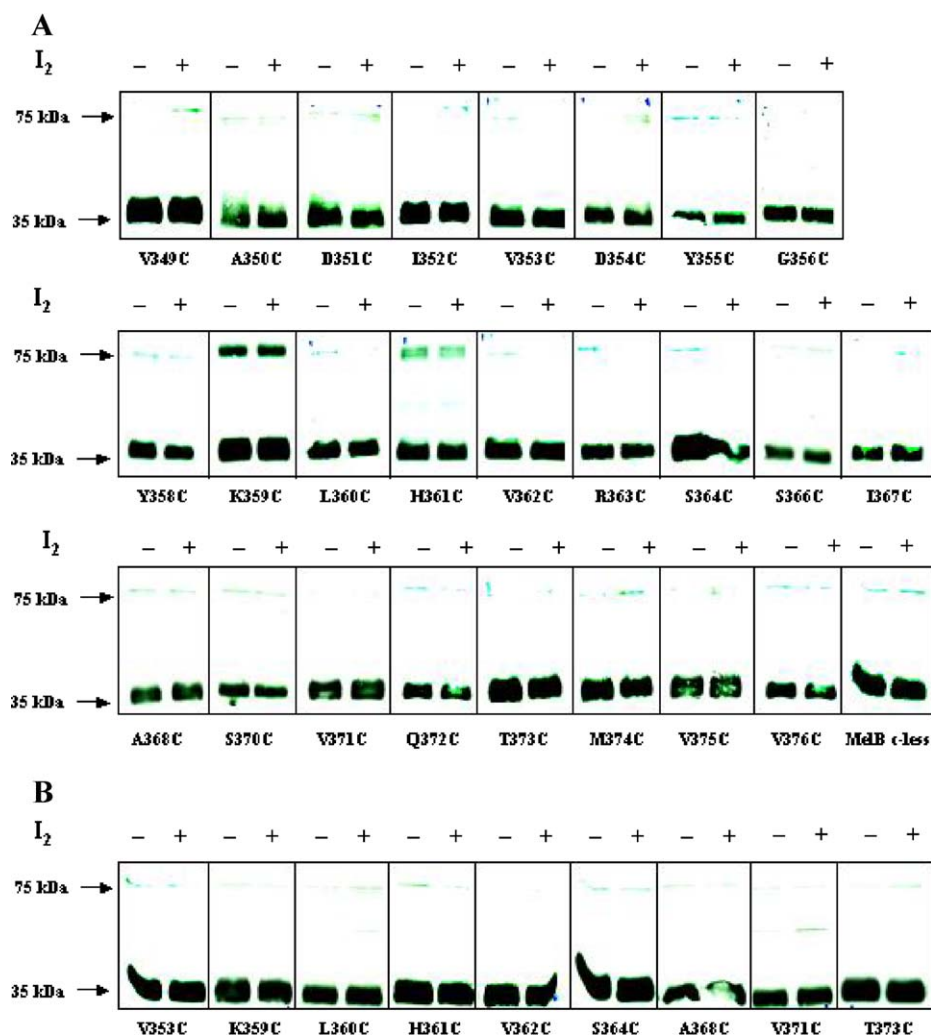 A
I2 – + – + – + – + – + – + – + – +
75 kDa
35 kDa
V349C A350C D351C I352C V353C D354C Y355C G356C
I2 – + – + – + – + – + – + – + – + – +
75 kDa
35 kDa
Y358C K359C L360C H361C V362C R363C S364C S366C I367C
I2 – + – + – + – + – + – + – + – + – +
75 kDa
35 kDa
A368C S370C V371C Q372C T373C M374C V375C V376C MelB c-less
B
I2 – + – + – + – + – + – + – + – + – +
75 kDa
35 kDa
V353C K359C L360C H361C V362C S364C A368C V371C T373C